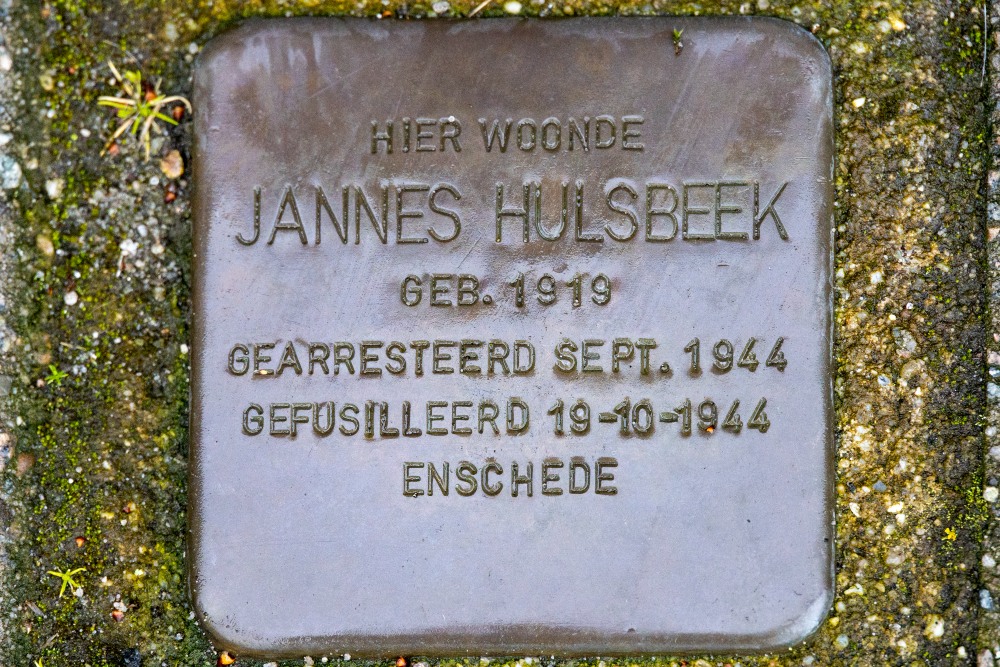 HIER WOONDE
JANNES HULSBEEK
GEB. 1919
GEARRESTEERD SEPT. 1944
GEFUSILLEERD 19-10-1944
ENSCHEDE